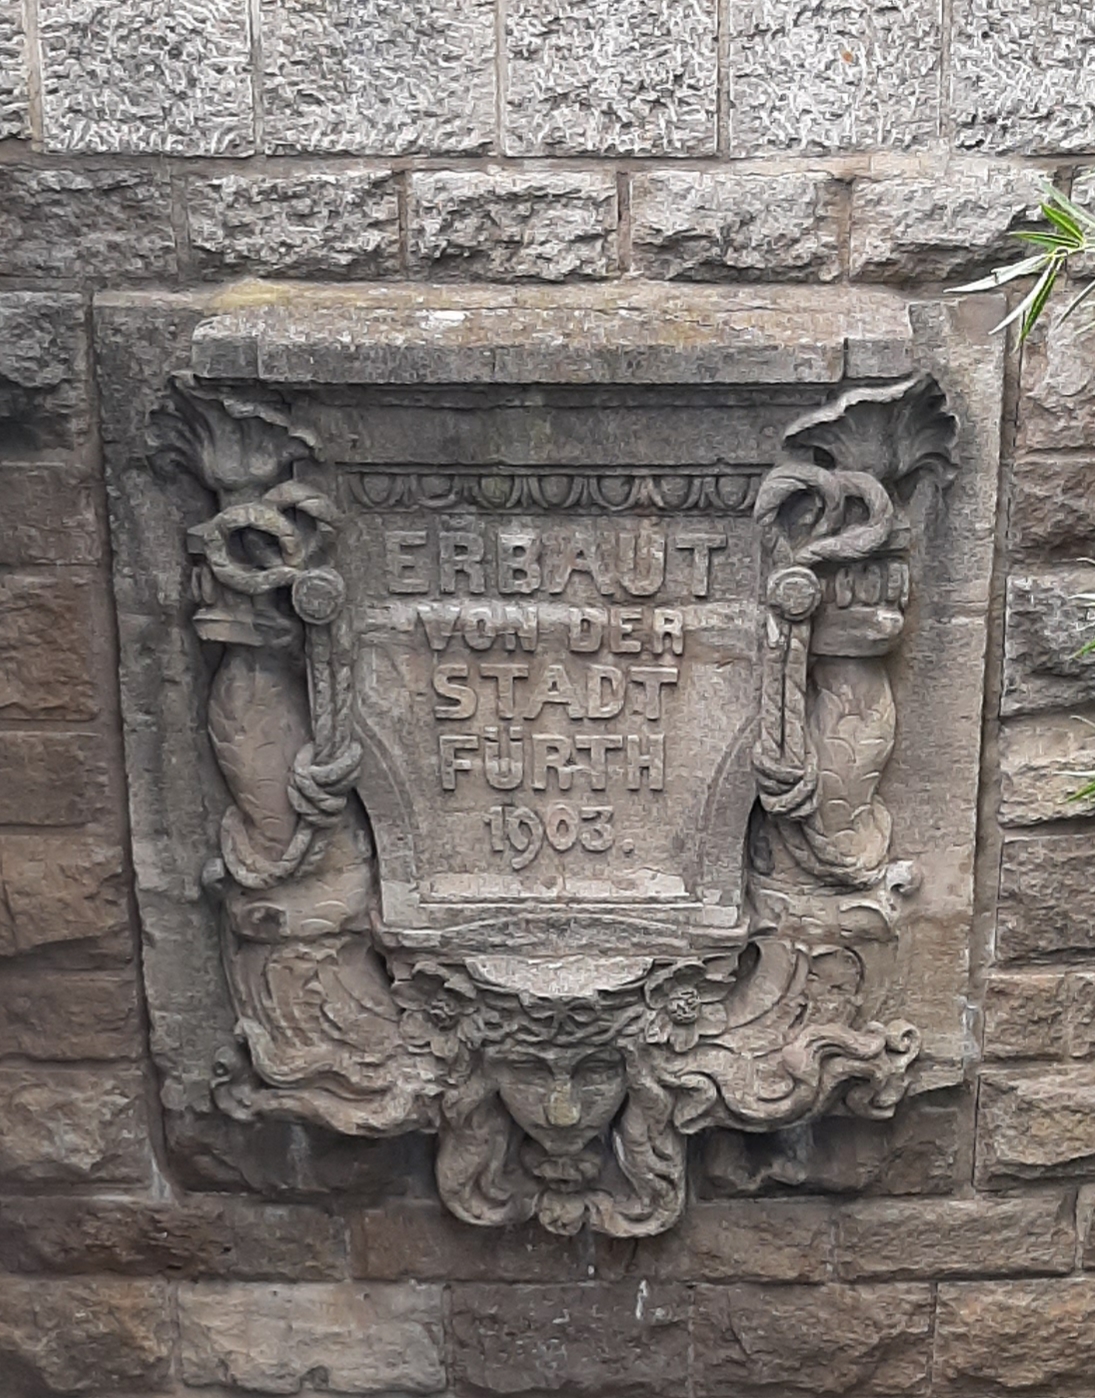 ERBAUT
VON DER
STADT
FÜRTH
1903.